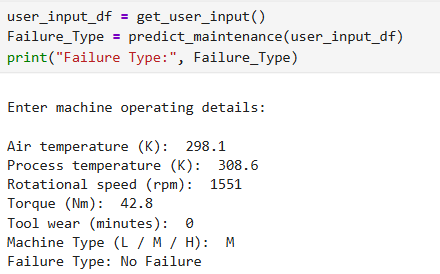 user_input_df = get_user_input()
Failure_Type = predict_maintenance(user_input_df)
print("Failure Type:", Failure_Type)
Enter machine operating details:
Air temperature (K):  298.1
Process temperature (K):  308.6
Rotational speed (rpm):  1551
Torque (Nm):  42.8
Tool wear (minutes):  0
Machine Type (L / M / H):  M
Failure Type: No Failure